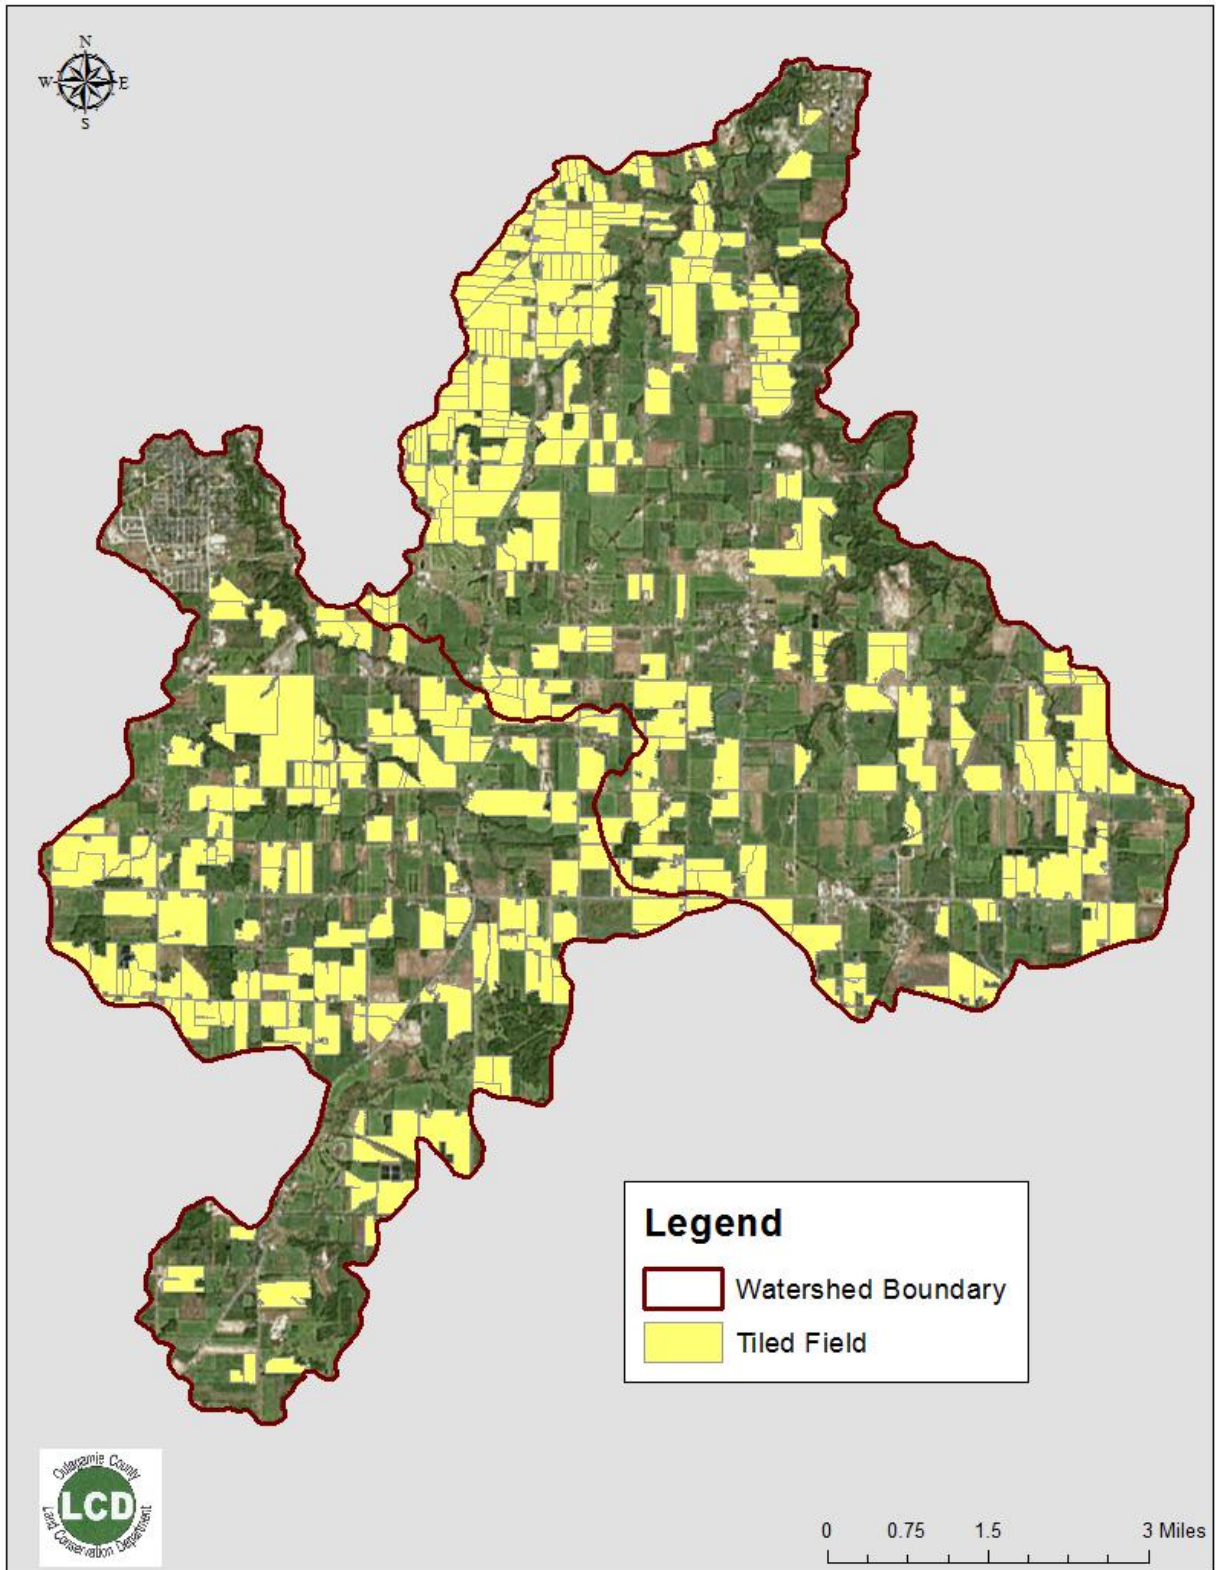 N
W E
S
Legend
Watershed Boundary
Tiled Field
Outagamie County
LCD
Land Conservation Department
0 0.75 1.5 3 Miles